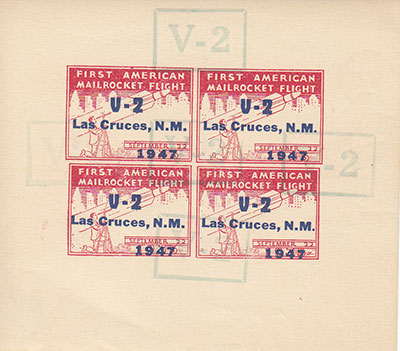 V-2
FIRST AMERICAN
MAILROCKET FLIGHT
V-2
Las Cruces, N.M.
SEPTEMBER 22
1947
FIRST AMERICAN
MAILROCKET FLIGHT
V-2
Las Cruces, N.M.
SEPTEMBER 22
1947
V-2
FIRST AMERICAN
MAILROCKET FLIGHT
V-2
Las Cruces, N.M.
SEPTEMBER 22
1947
FIRST AMERICAN
MAILROCKET FLIGHT
V-2
Las Cruces, N.M.
SEPTEMBER 22
1947
V-2